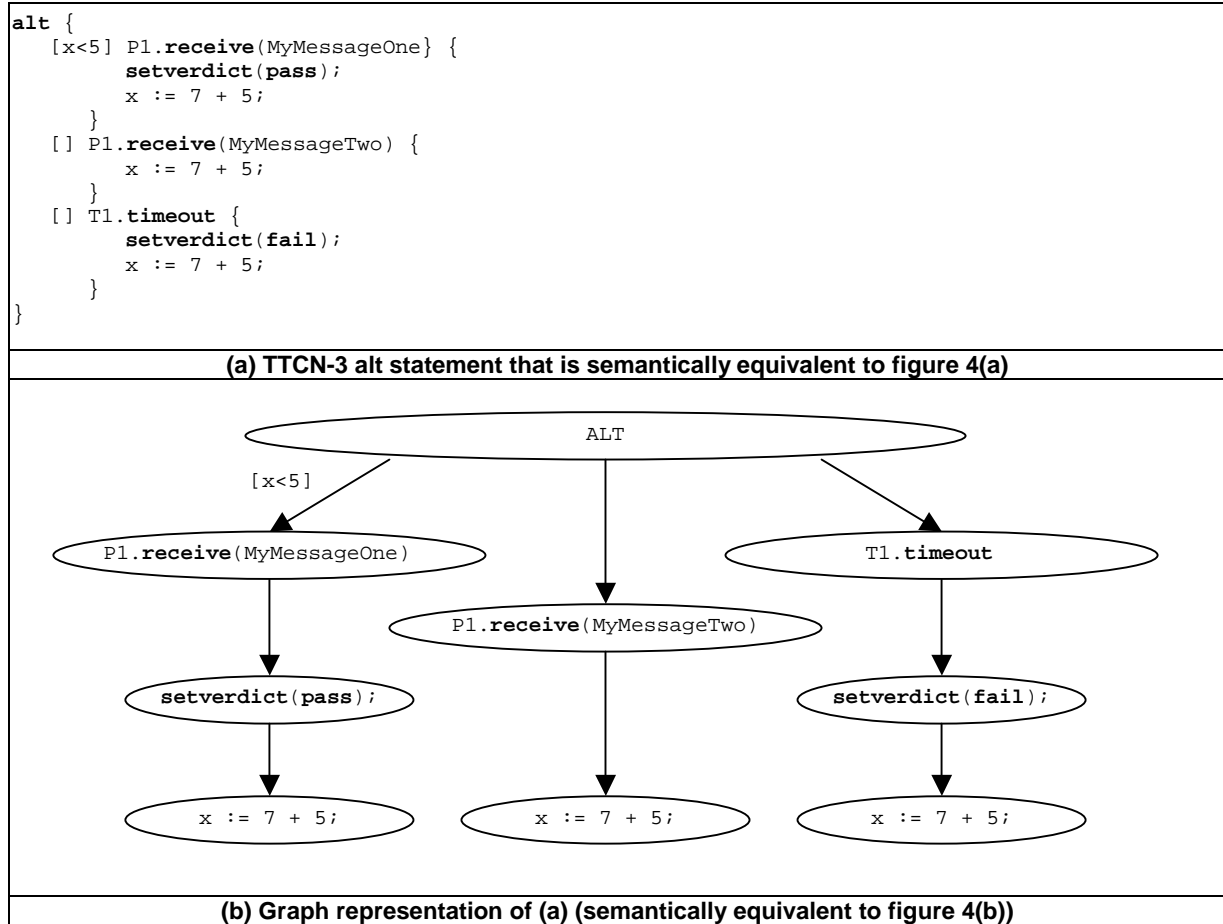 alt {
[x<5] P1.receive(MyMessageOne} {
setverdict(pass);
x := 7 + 5;
}
[] P1.receive(MyMessageTwo) {
x := 7 + 5;
}
[] T1.timeout {
setverdict(fail);
x := 7 + 5;
}
}
(a) TTCN-3 alt statement that is semantically equivalent to figure 4(a)
ALT
[x<5]
P1.receive(MyMessageOne)
T1.timeout
P1.receive(MyMessageTwo)
setverdict(pass);
setverdict(fail);
x := 7 + 5;
x := 7 + 5;
x := 7 + 5;
(b) Graph representation of (a) (semantically equivalent to figure 4(b))